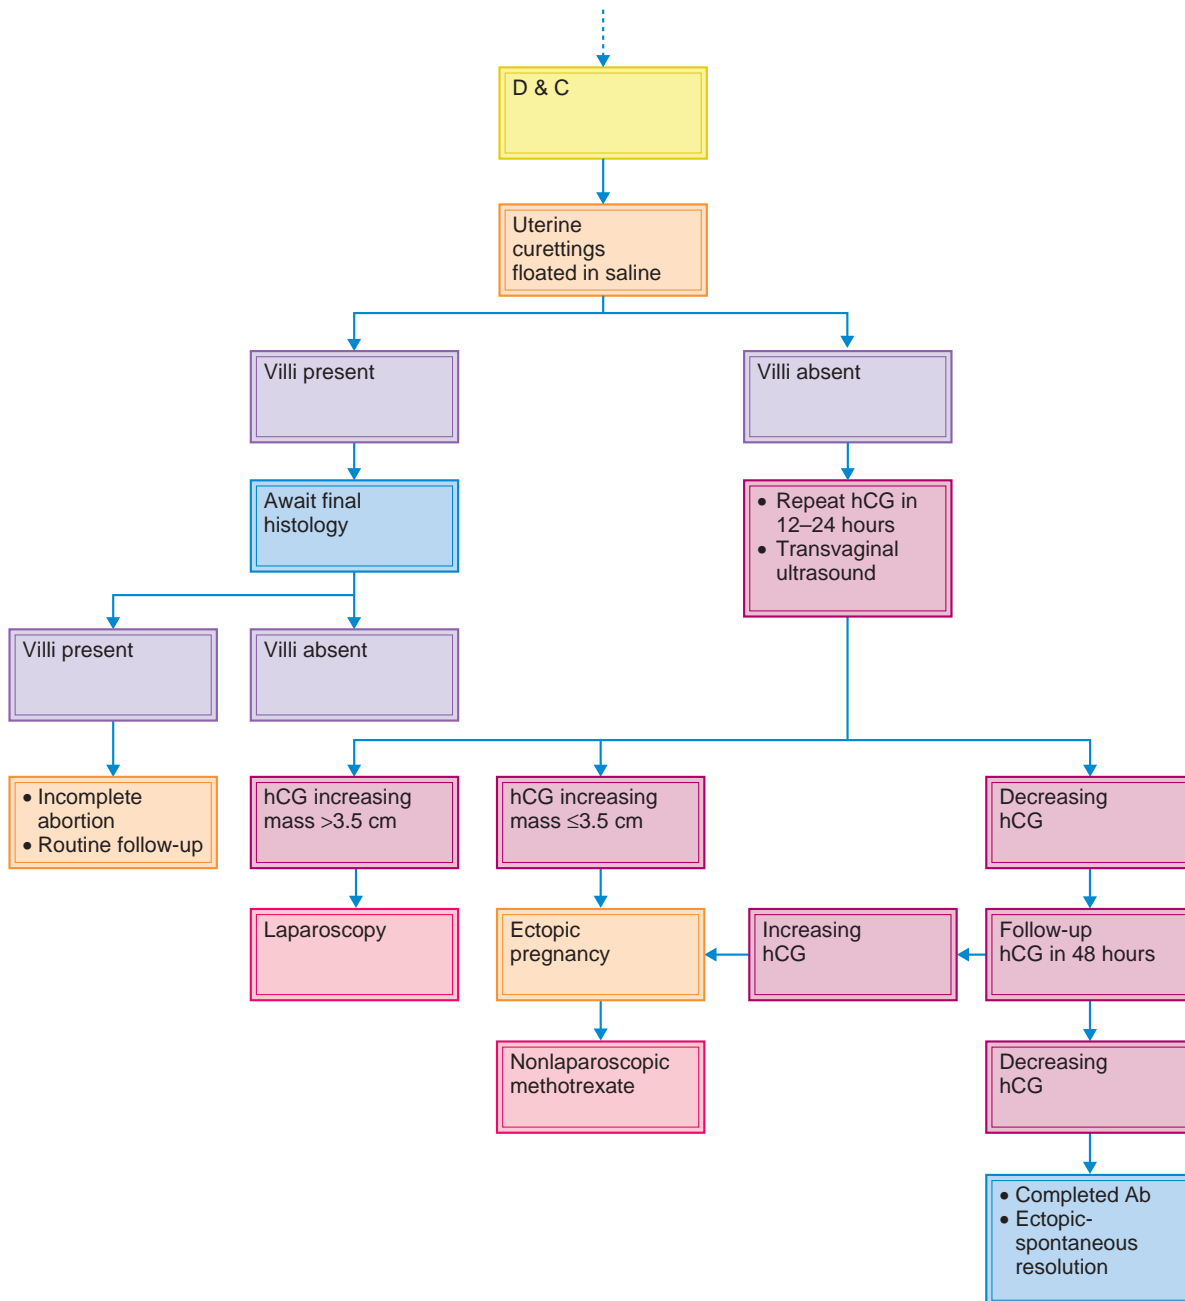 D & C
Uterine
curettings
floated in saline
Villi present
Villi absent
Await final
histology
• Repeat hCG in
12–24 hours
• Transvaginal
ultrasound
Villi present
Villi absent
• Incomplete
abortion
• Routine follow-up
hCG increasing
mass >3.5 cm
hCG increasing
mass ≤3.5 cm
Decreasing
hCG
Laparoscopy
Ectopic
pregnancy
Increasing
hCG
Follow-up
hCG in 48 hours
Nonlaparoscopic
methotrexate
Decreasing
hCG
• Completed Ab
• Ectopic-
spontaneous
resolution